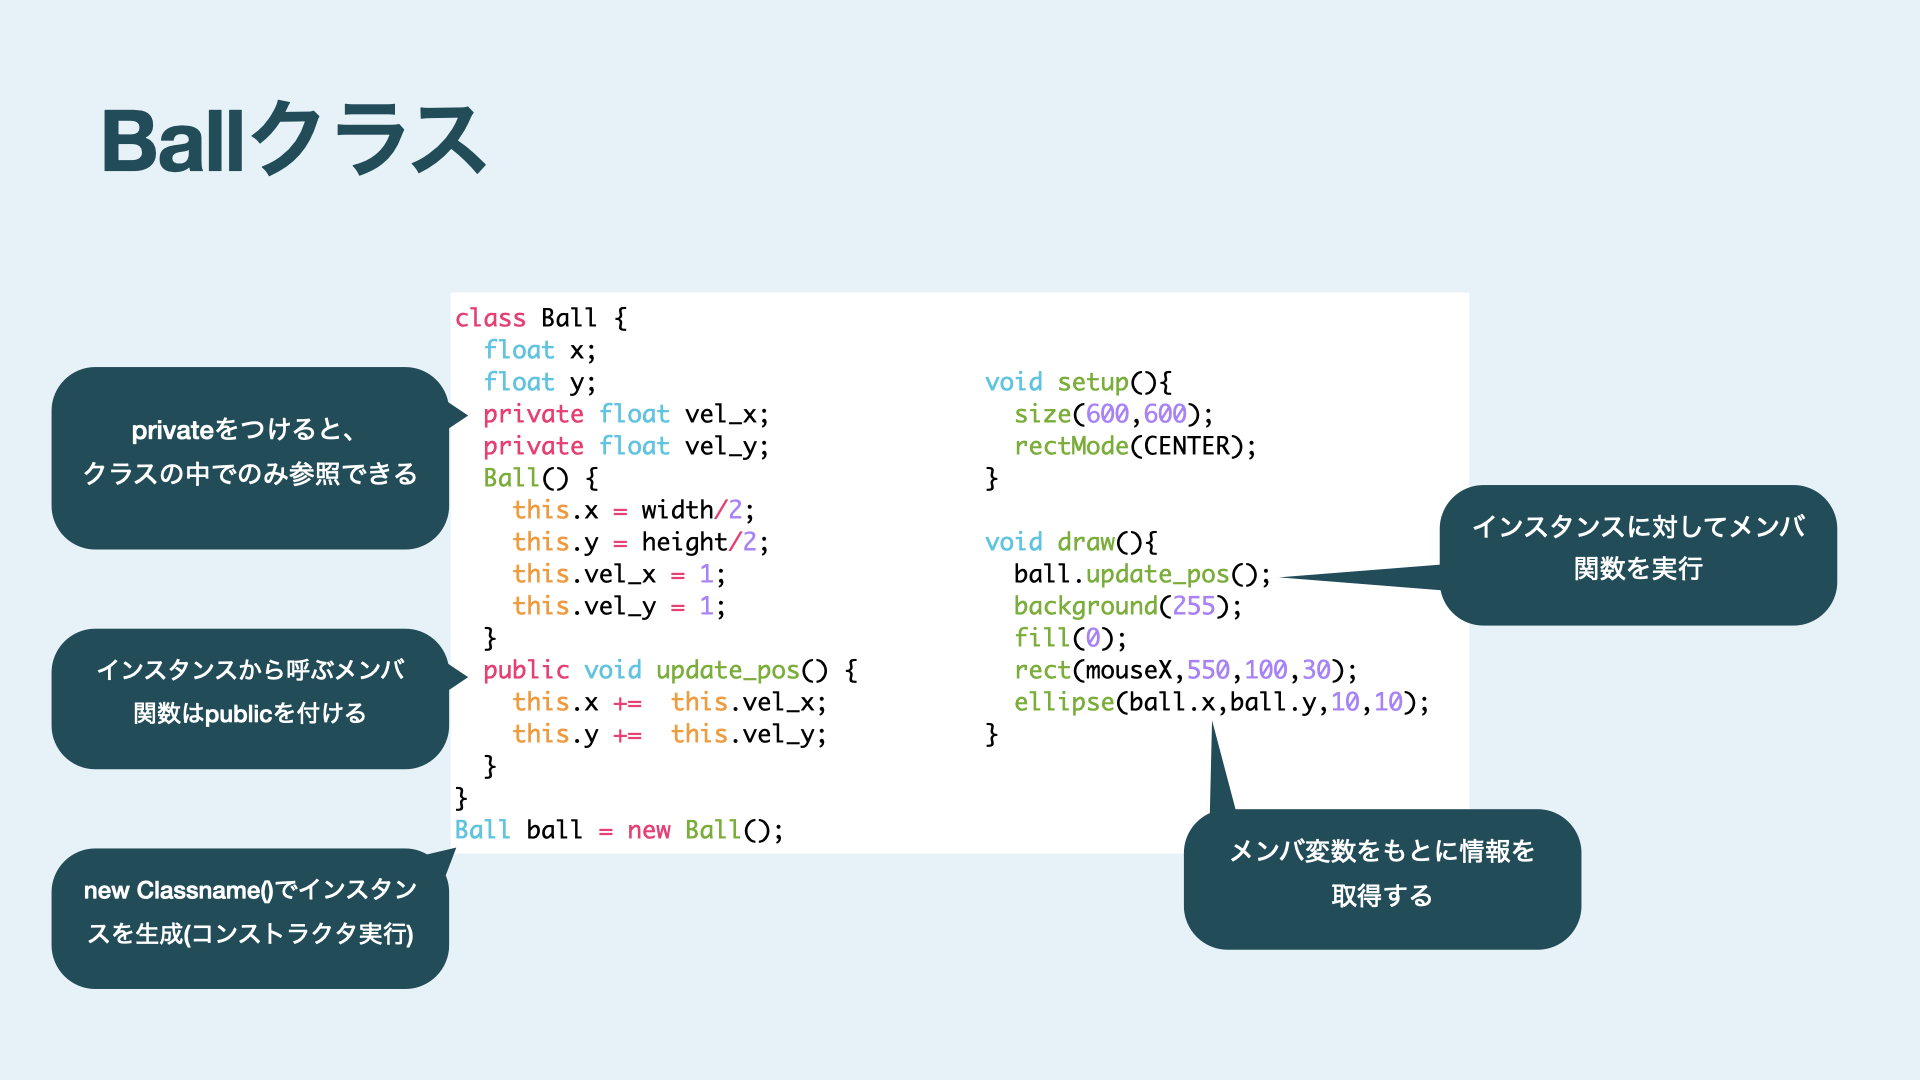 Ballクラス
class Ball {
float x;
float y;
private float vel_x;
private float vel_y;
Ball() {
this.x = width/2;
this.y = height/2;
this.vel_x = 1;
this.vel_y = 1;
}
public void update_pos() {
this.x +=  this.vel_x;
this.y +=  this.vel_y;
}
}
Ball ball = new Ball();
void setup(){
size(600,600);
rectMode(CENTER);
}
void draw(){
ball.update_pos();
background(255);
fill(0);
rect(mouseX,550,100,30);
ellipse(ball.x,ball.y,10,10);
}
privateをつけると、
クラスの中でのみ参照できる
インスタンスから呼ぶメンバ
関数はpublicを付ける
new Classname()でインスタン
スを生成(コンストラクタ実行)
インスタンスに対してメンバ
関数を実行
メンバ変数をもとに情報を
取得する